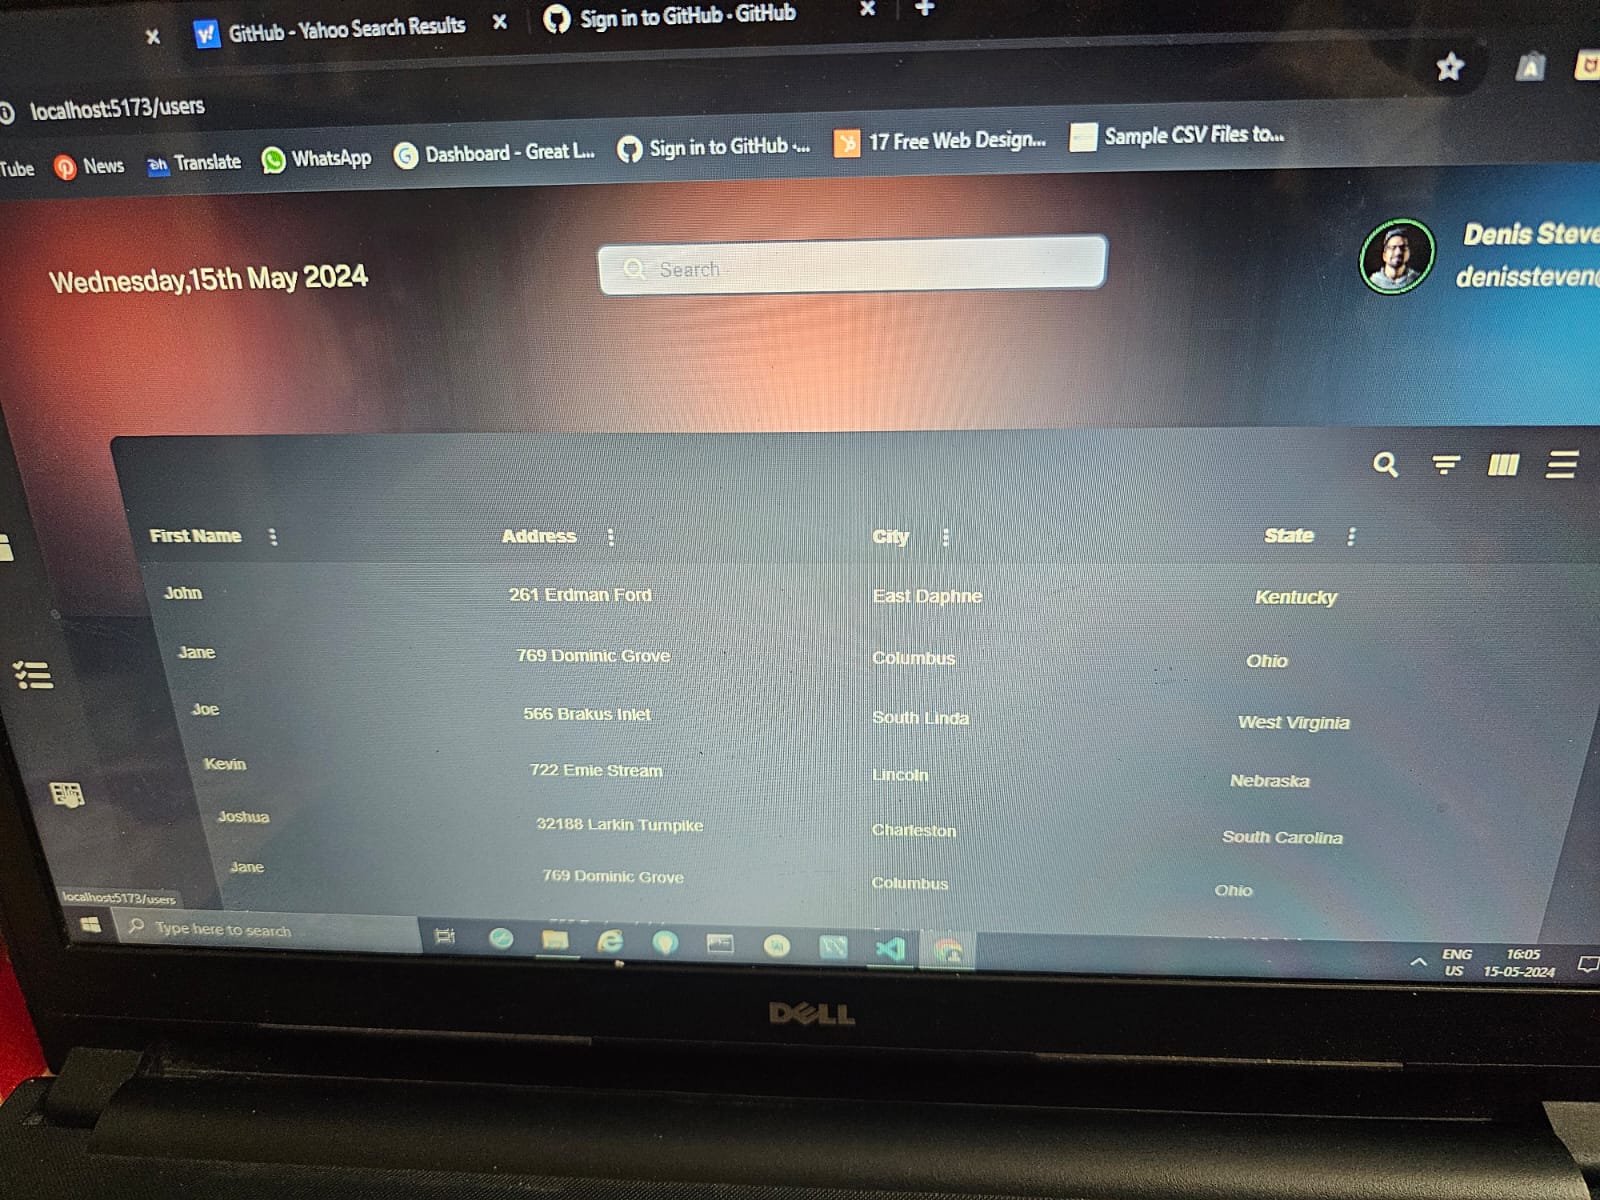 GitHub - Yahoo Search Results
Sign in to GitHub · GitHub
localhost:5173/users
Tube
News
Translate
WhatsApp
Dashboard - Great L...
Sign in to GitHub ·...
17 Free Web Design...
Sample CSV Files to...
Wednesday,15th May 2024
Search
Denis Steve
denissteven@
First Name Address City State
John 261 Erdman Ford East Daphne Kentucky
Jane 769 Dominic Grove Columbus Ohio
Joe 566 Brakus Inlet South Linda West Virginia
Kevin 722 Emie Stream Lincoln Nebraska
Joshua 32188 Larkin Turnpike Charleston South Carolina
Jane 769 Dominic Grove Columbus Ohio
localhost:5173/users
Type here to search
ENG
US
16:05
15-05-2024
DELL